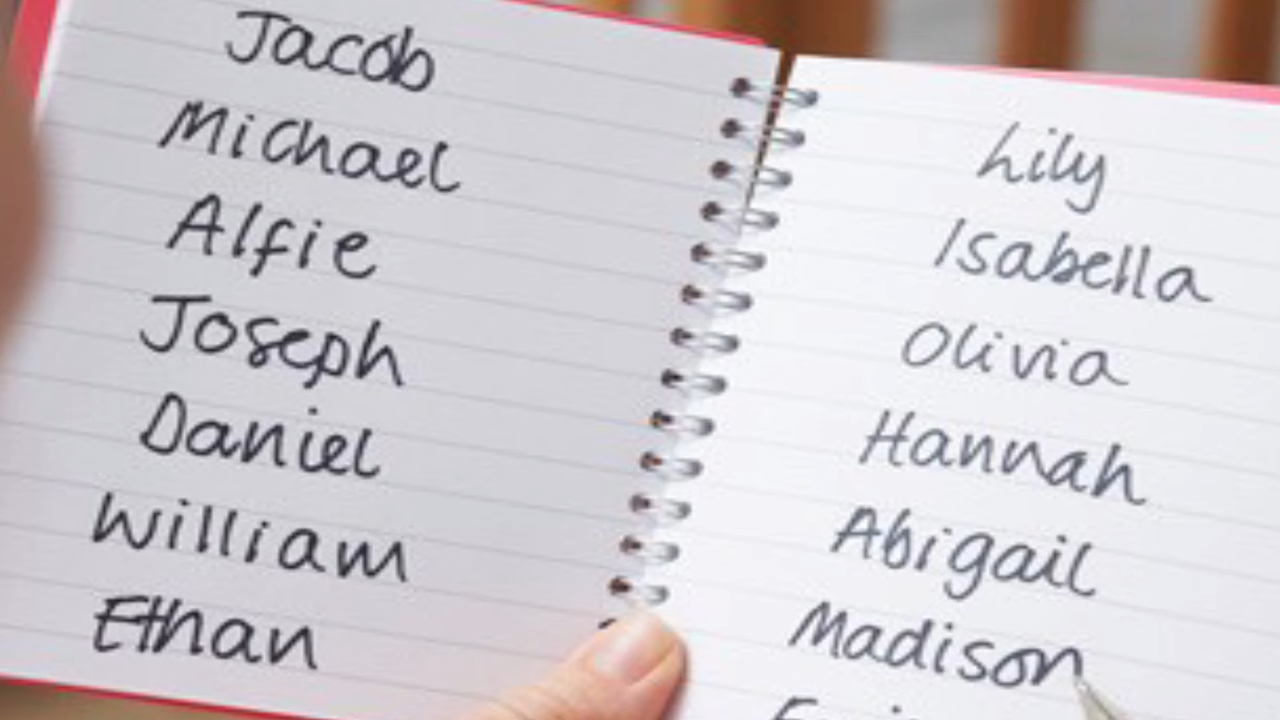 Jacob
Michael
Alfie
Joseph
Daniel
William
Ethan
Lily
Isabella
Olivia
Hannah
Abigail
Madison